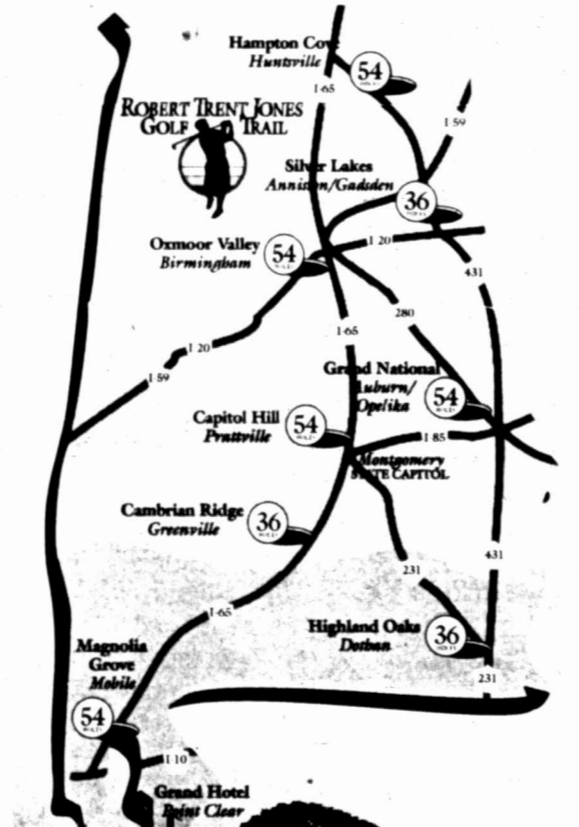 Hampton Cove
Huntsville
54
I-65
I 59
ROBERT TRENT JONES
GOLF TRAIL
Silver Lakes
Anniston/Gadsden
36
Oxmoor Valley
Birmingham
54
I 20
431
280
I-65
I 20
I 59
Grand National
Auburn/
Opelika
54
Capitol Hill
Prattville
54
I 85
Montgomery
STATE CAPITOL
Cambrian Ridge
Greenville
36
431
231
I-65
Highland Oaks
Dothan
36
Magnolia
Grove
Mobile
231
54
I 10
Grand Hotel
Point Clear